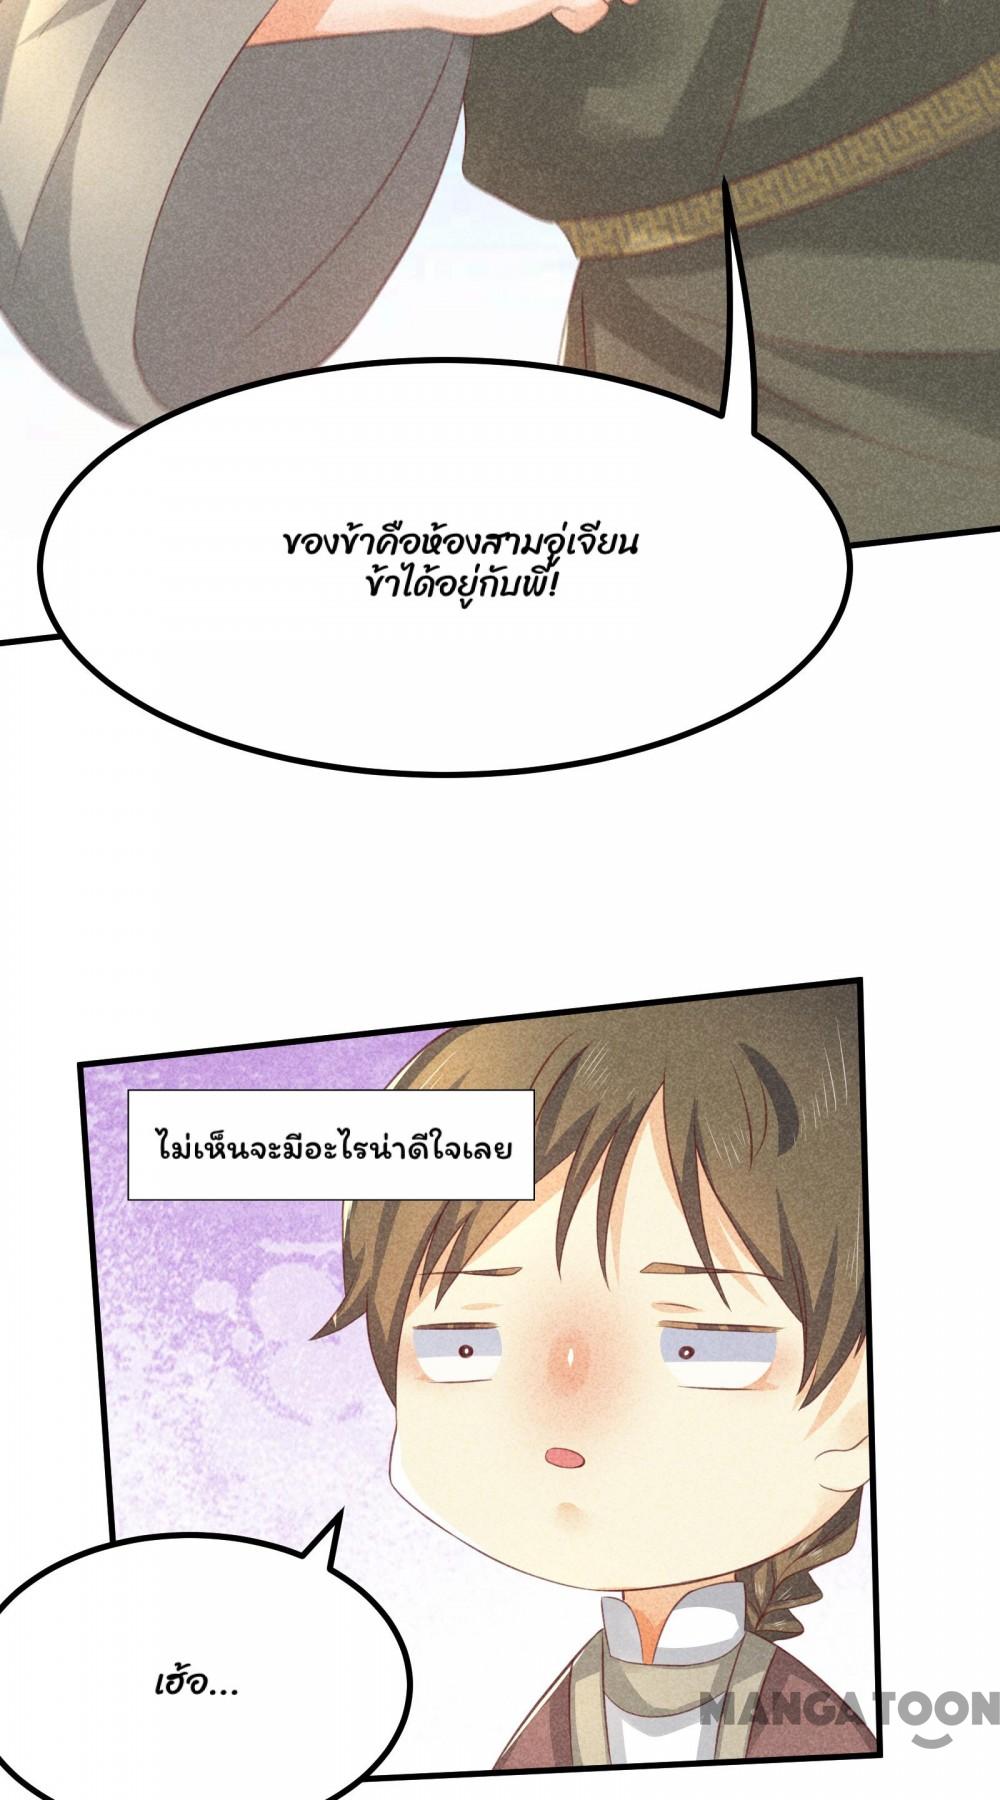 ของข้าคือห้องสามอู่เจียน
ข้าได้อยู่กับพี่!
ไม่เห็นจะมีอะไรน่าดีใจเลย
เฮ้อ...
MANGATOON